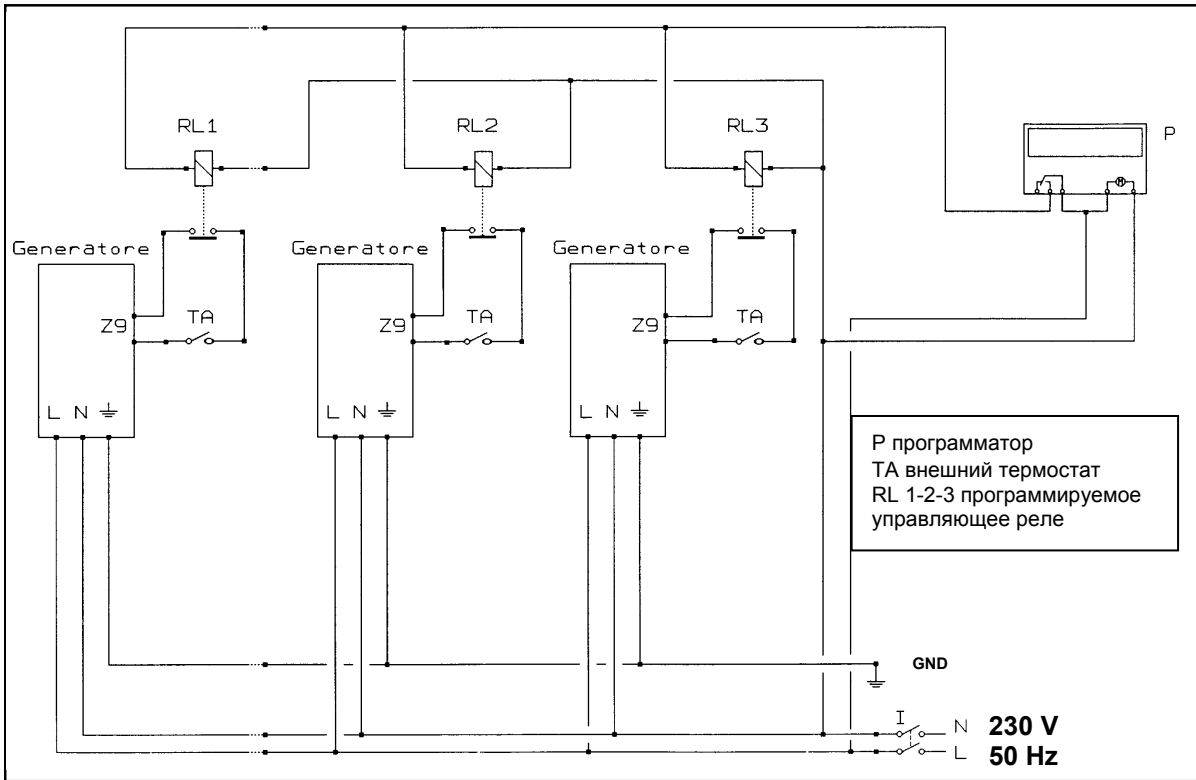 RL1
RL2
RL3
P
M
Generatore
Generatore
Generatore
Z9
TA
Z9
TA
Z9
TA
L N
L N
L N
P программатор
TA внешний термостат
RL 1-2-3 программируемое
управляющее реле
GND
I
N 230 V
L 50 Hz